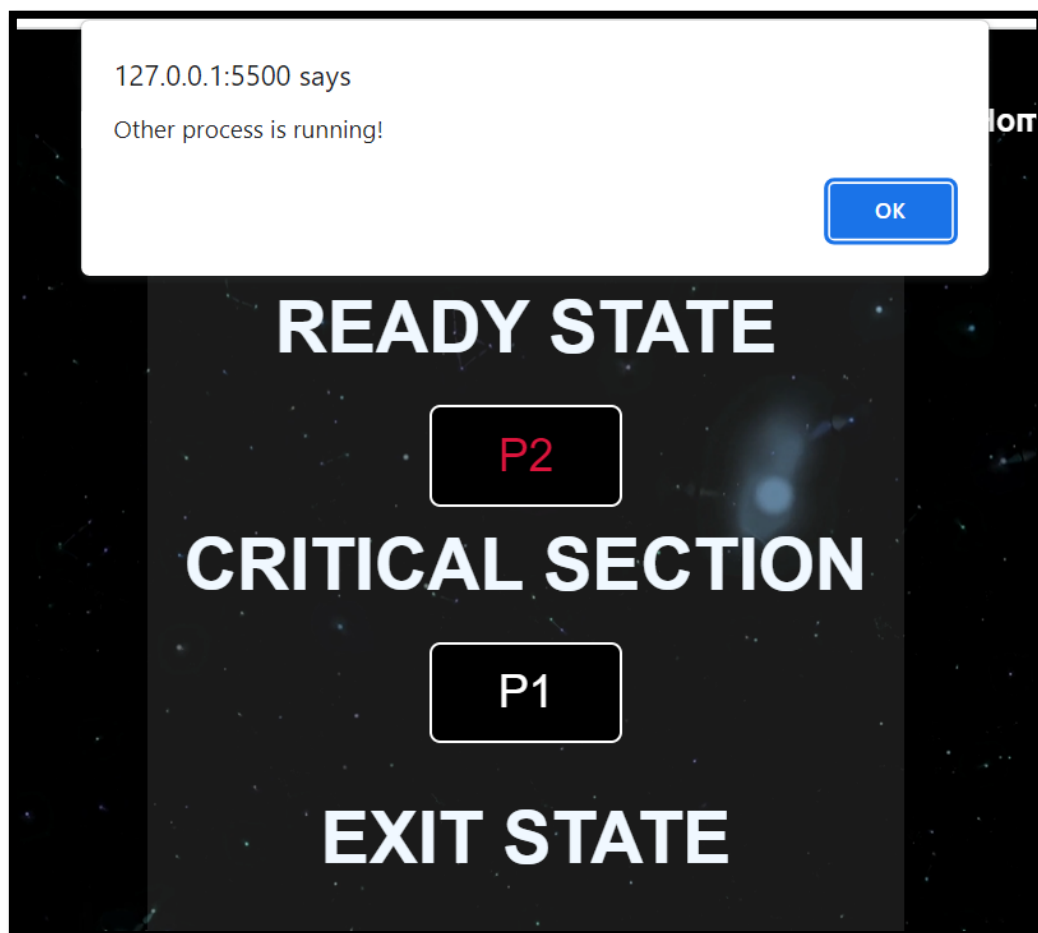 127.0.0.1:5500 says
Other process is running!
OK
READY STATE
P2
CRITICAL SECTION
P1
EXIT STATE